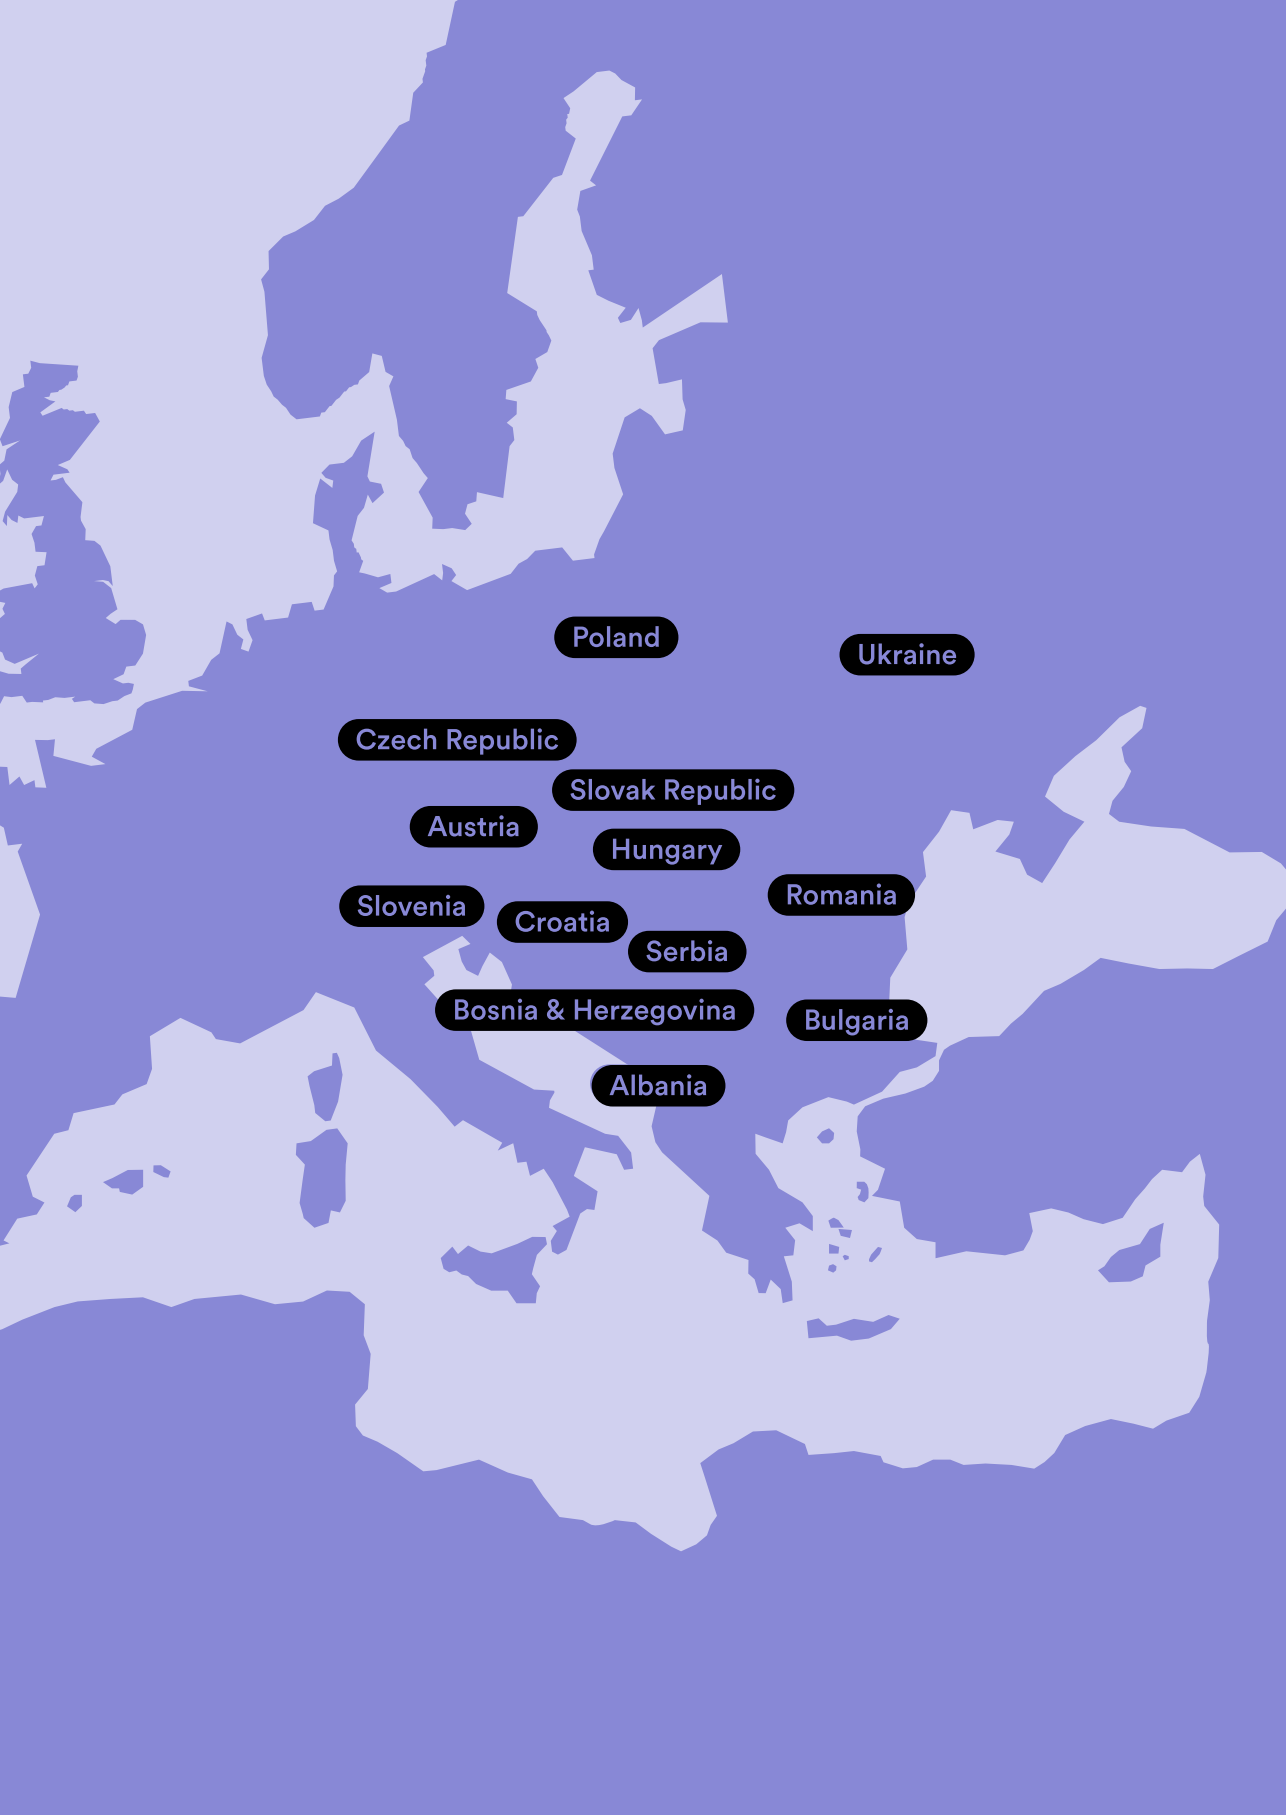 Poland
Ukraine
Czech Republic
Slovak Republic
Austria
Hungary
Romania
Slovenia
Croatia
Serbia
Bosnia & Herzegovina
Bulgaria
Albania